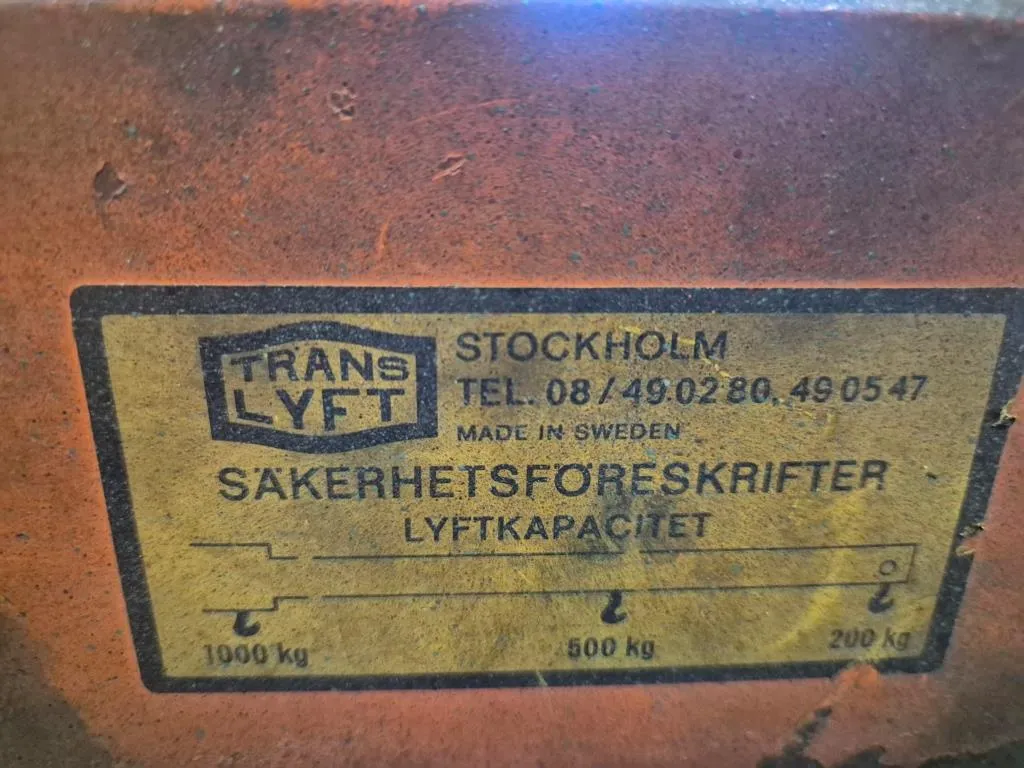 TRANS
LYFT
STOCKHOLM
TEL. 08/49 02 80, 49 05 47
MADE IN SWEDEN
SÄKERHETSFÖRESKRIFTER
LYFTKAPACITET
1000 kg 500 kg 200 kg